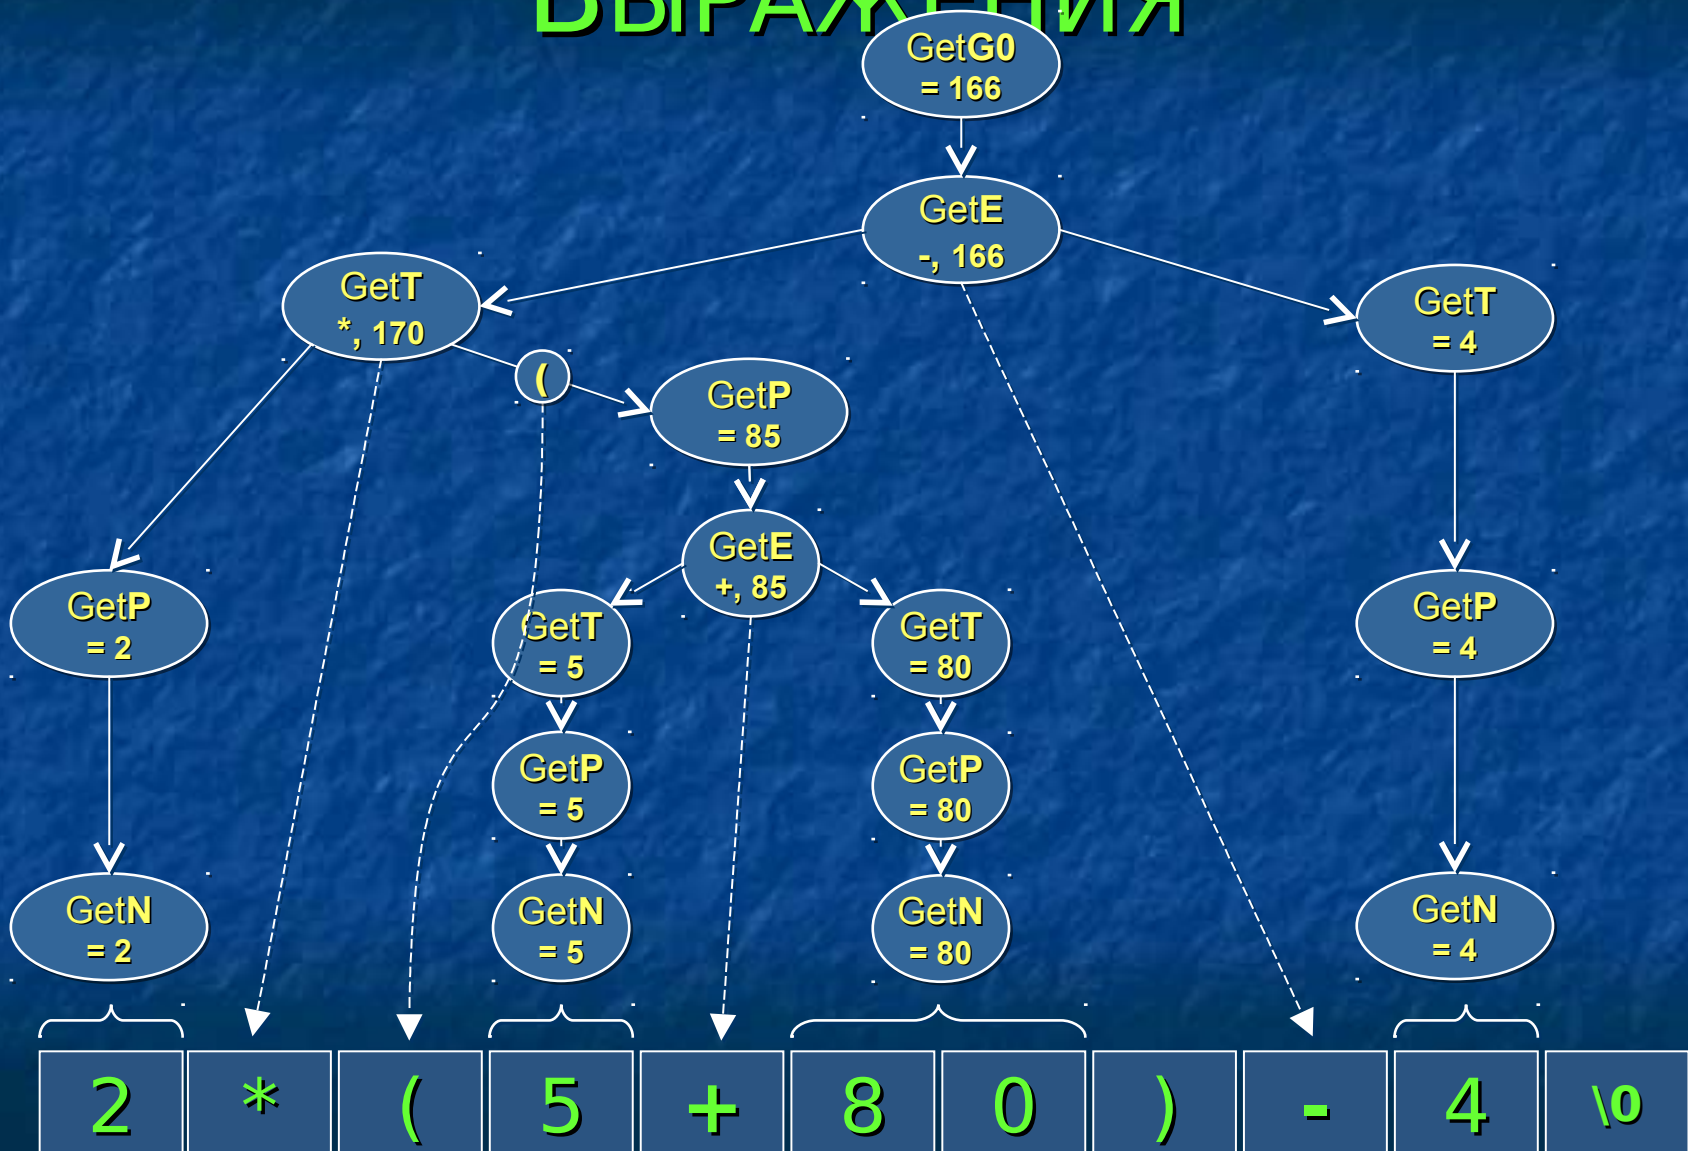 Выражения
GetG0
= 166
GetE
-, 166
GetT
*, 170
GetT
= 4
(
GetP
= 85
GetE
+, 85
GetP
= 2
GetT
= 5
GetT
= 80
GetP
= 4
GetP
= 5
GetP
= 80
GetN
= 2
GetN
= 5
GetN
= 80
GetN
= 4
2 * ( 5 + 8 0 ) - 4 \0